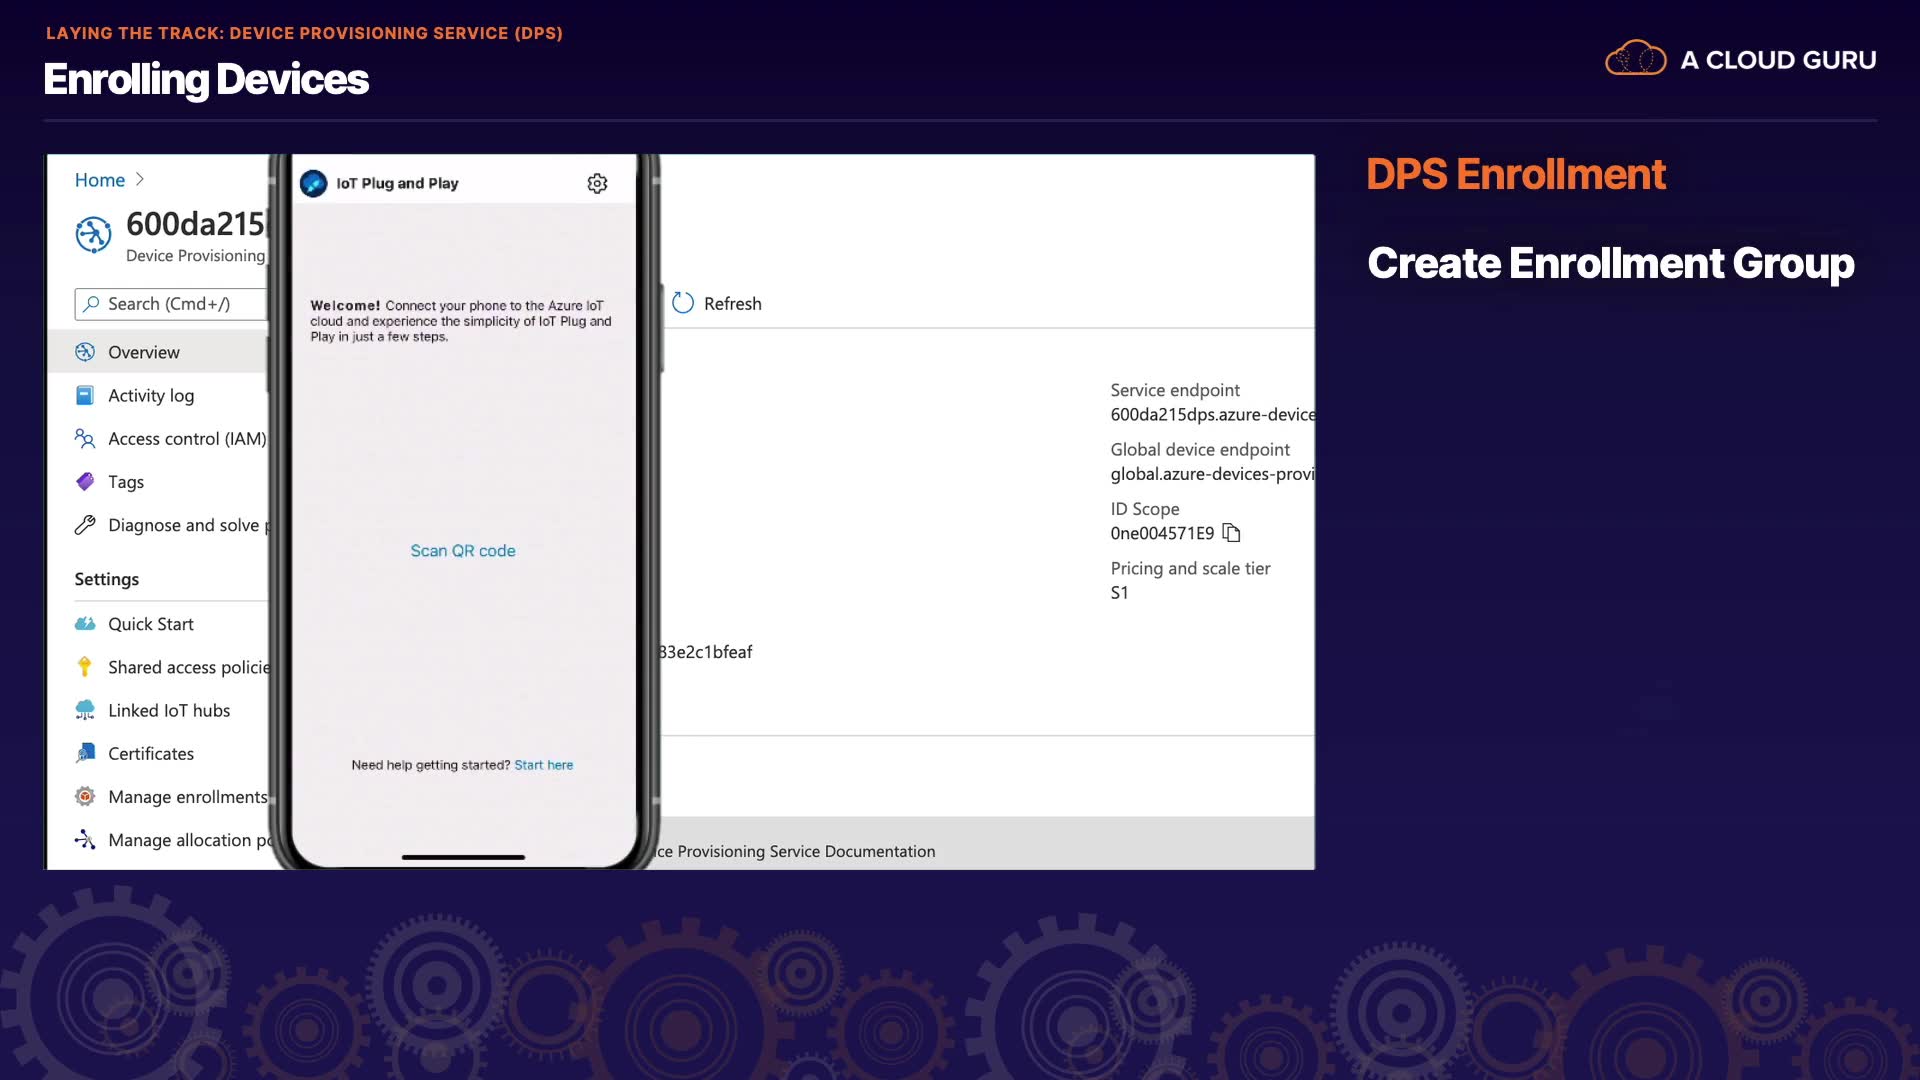 LAYING THE TRACK: DEVICE PROVISIONING SERVICE (DPS)
Enrolling Devices
A CLOUD GURU
Home
600da215
Device Provisioning
Search (Cmd+/)
Overview
Activity log
Access control (IAM)
Tags
Diagnose and solve p
Settings
Quick Start
Shared access policie
Linked IoT hubs
Certificates
Manage enrollments
Manage allocation po
IoT Plug and Play
Welcome! Connect your phone to the Azure IoT
cloud and experience the simplicity of IoT Plug and
Play in just a few steps.
Scan QR code
Need help getting started? Start here
Refresh
Service endpoint
600da215dps.azure-device
Global device endpoint
global.azure-devices-provi
ID Scope
0ne004571E9
Pricing and scale tier
S1
83e2c1bfeaf
ice Provisioning Service Documentation
DPS Enrollment
Create Enrollment Group